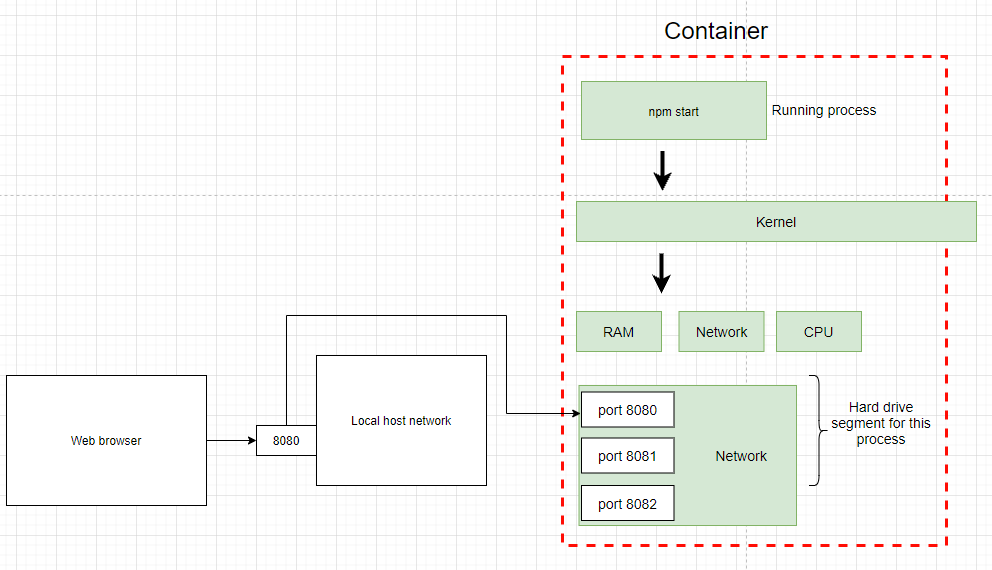 Container
npm start
Running process
Kernel
RAM
Network
CPU
Web browser
8080
Local host network
port 8080
port 8081
port 8082
Network
Hard drive
segment for this
process